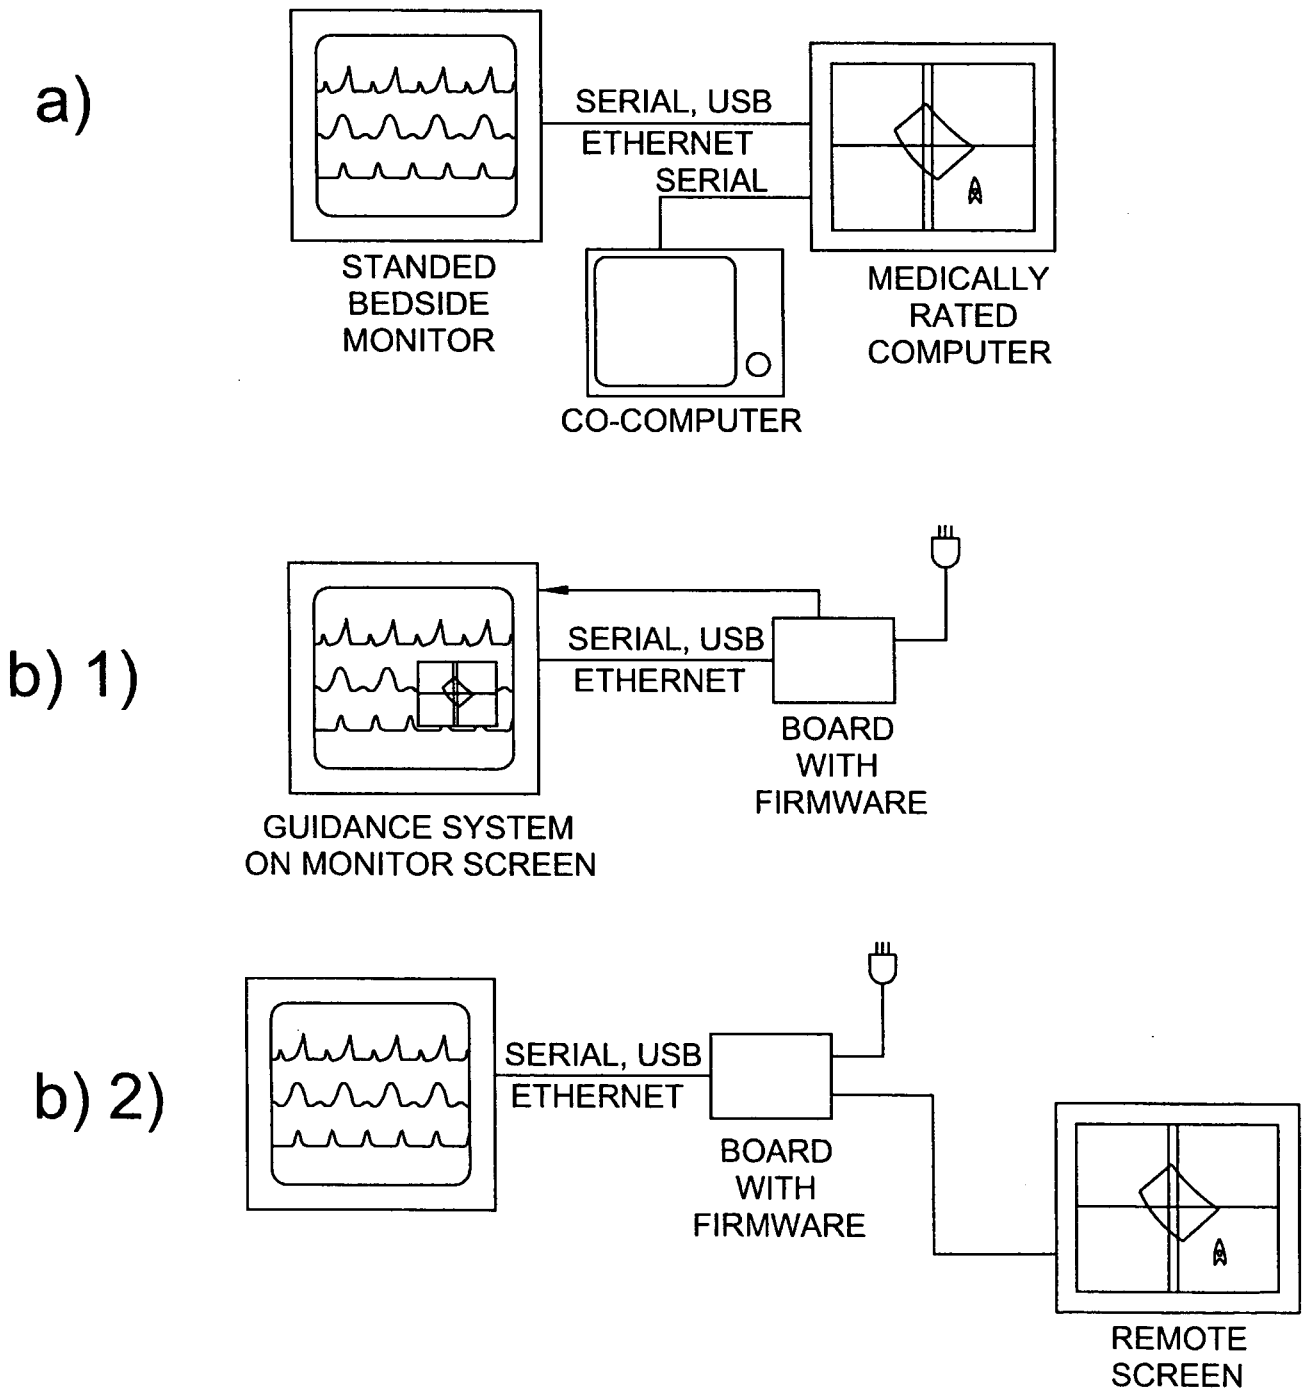 a)
SERIAL, USB
ETHERNET
SERIAL
STANDED
BEDSIDE
MONITOR
MEDICALLY
RATED
COMPUTER
CO-COMPUTER
b) 1)
SERIAL, USB
ETHERNET
BOARD
WITH
FIRMWARE
GUIDANCE SYSTEM
ON MONITOR SCREEN
b) 2)
SERIAL, USB
ETHERNET
BOARD
WITH
FIRMWARE
REMOTE
SCREEN